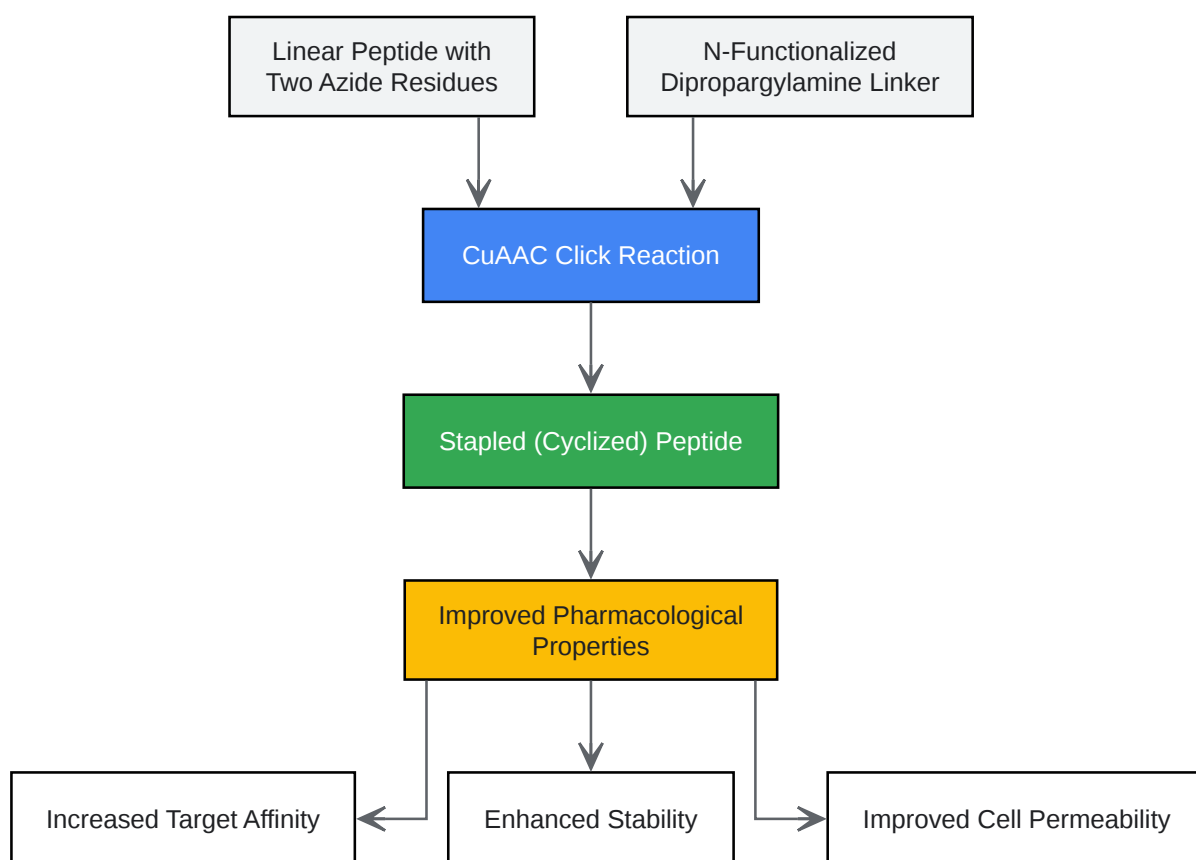 Linear Peptide with
Two Azide Residues
N-Functionalized
Dipropargylamine Linker
CuAAC Click Reaction
Stapled (Cyclized) Peptide
Improved Pharmacological
Properties
Increased Target Affinity
Enhanced Stability
Improved Cell Permeability